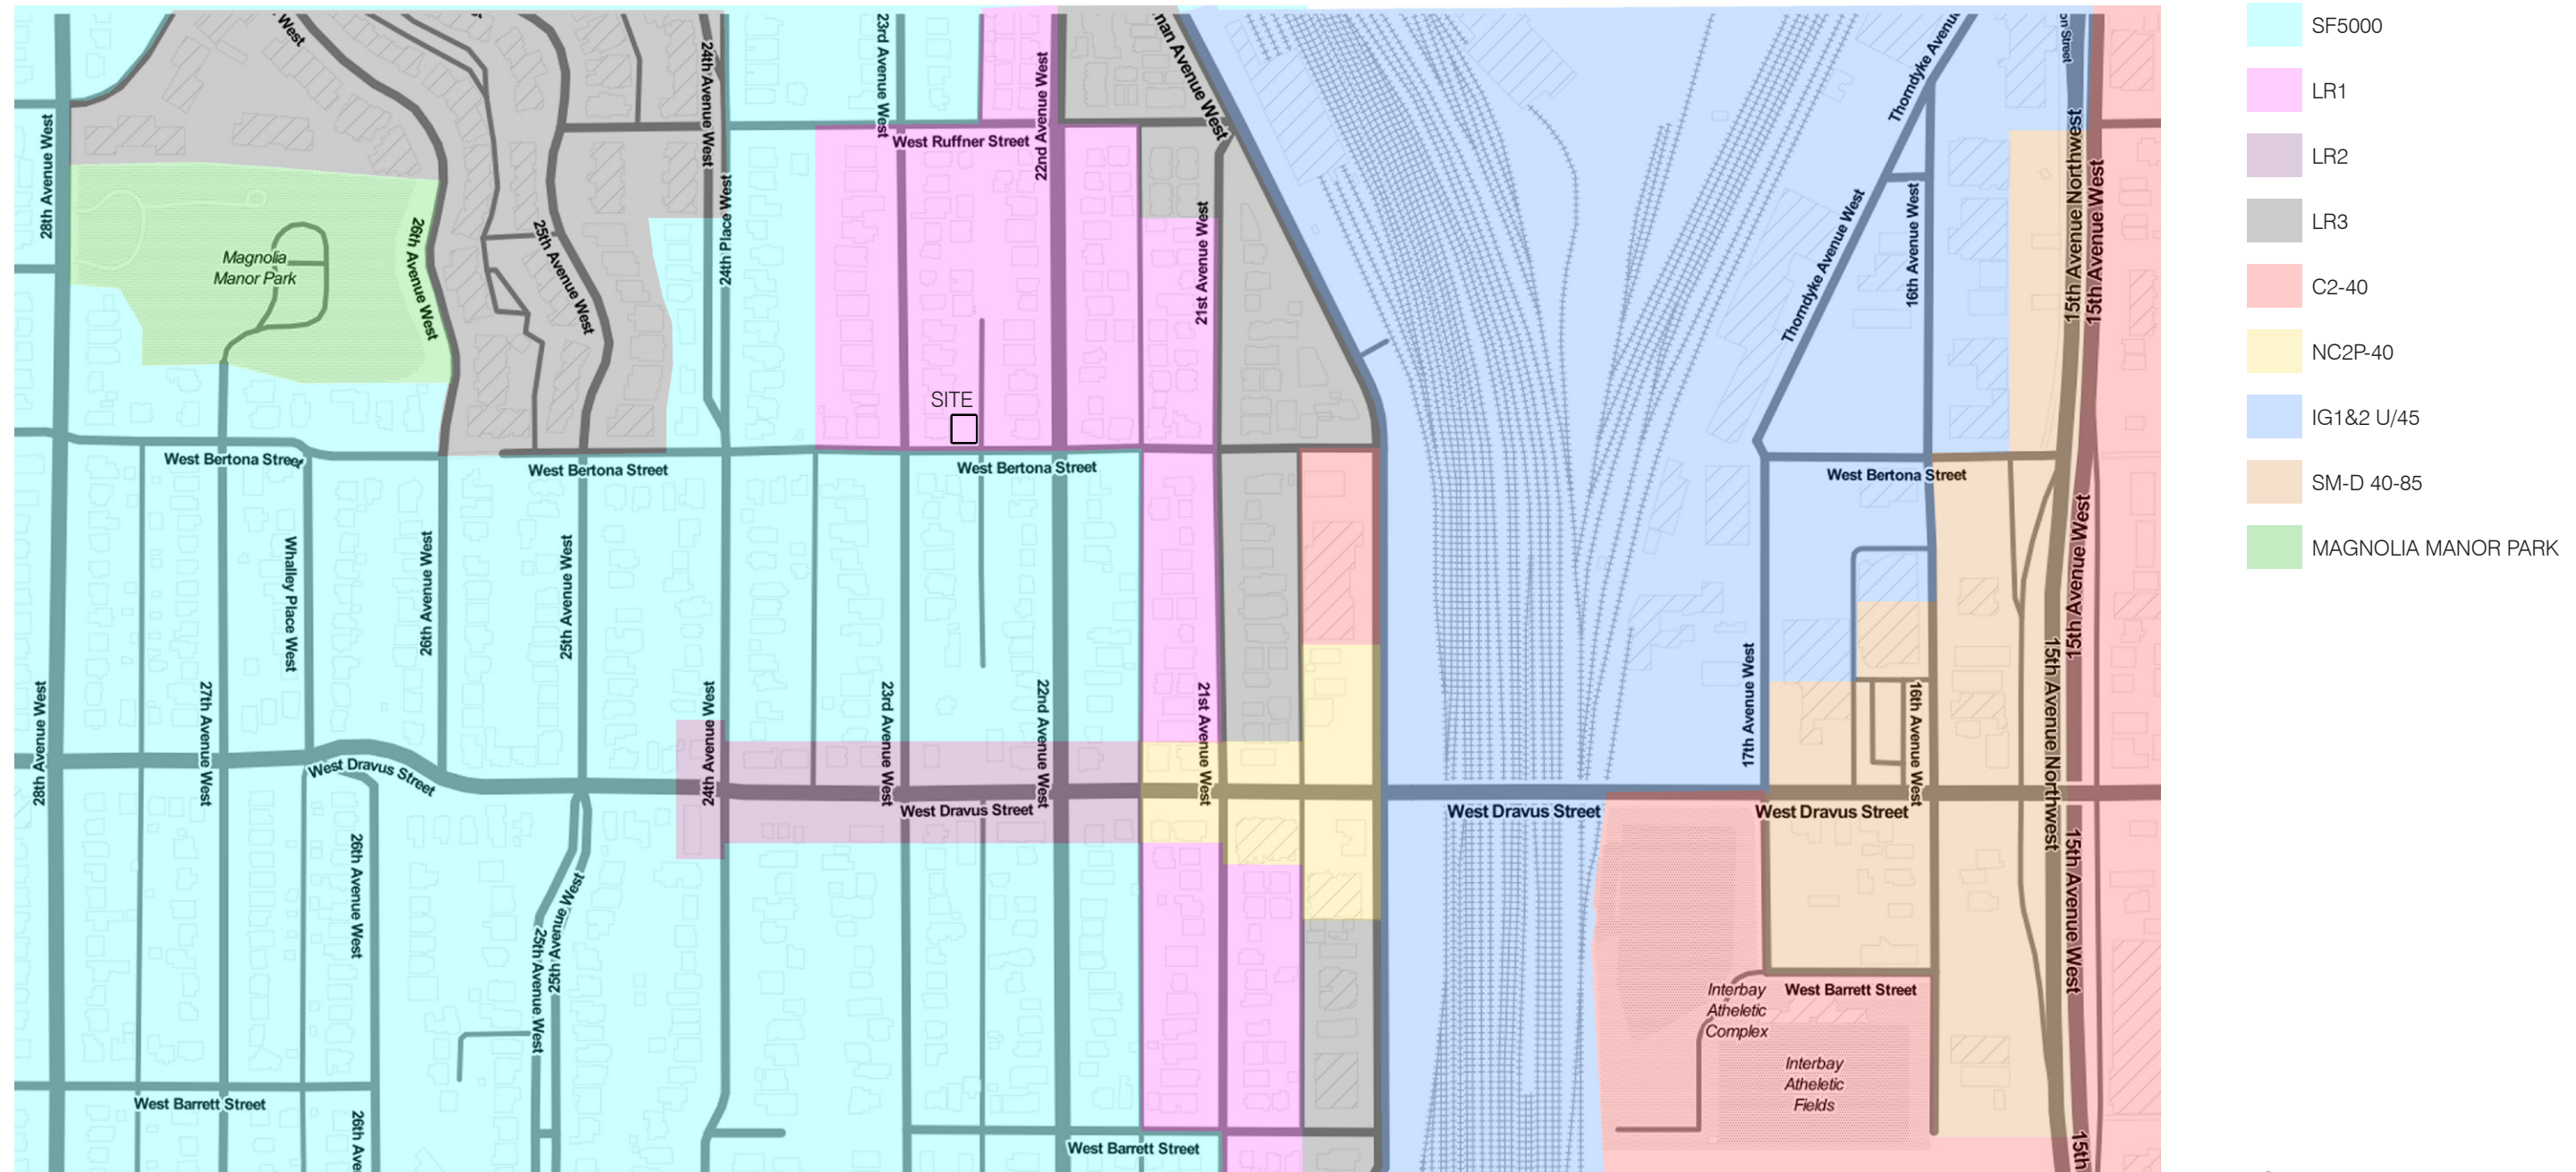 West
24th Avenue West
23rd Avenue West
22nd Avenue West
man Avenue West
Thorndyke Avenu
on Street
28th Avenue West
West Ruffner Street
15th Avenue Northwest
15th Avenue West
24th Place West
16th Avenue West
Thorndyke Avenue West
21st Avenue West
Magnolia
Manor Park
26th Avenue West
25th Avenue West
SITE
West Bertona Street
West Bertona Street
West Bertona Street
West Bertona Street
Whalley Place West
26th Avenue West
25th Avenue West
15th Avenue West
28th Avenue West
27th Avenue West
24th Avenue West
23rd Avenue West
22nd Avenue West
21st Avenue West
17th Avenue West
16th Avenue West
15th Avenue Northwest
West Dravus Street
West Dravus Street
West Dravus Street
West Dravus Street
26th Avenue West
25th Avenue West
25th Avenue West
15th Avenue West
Interbay
Atheletic
Complex
West Barrett Street
Interbay
Atheletic
Fields
West Barrett Street
26th Ave
West Barrett Street
15th
SF5000
LR1
LR2
LR3
C2-40
NC2P-40
IG1&2 U/45
SM-D 40-85
MAGNOLIA MANOR PARK